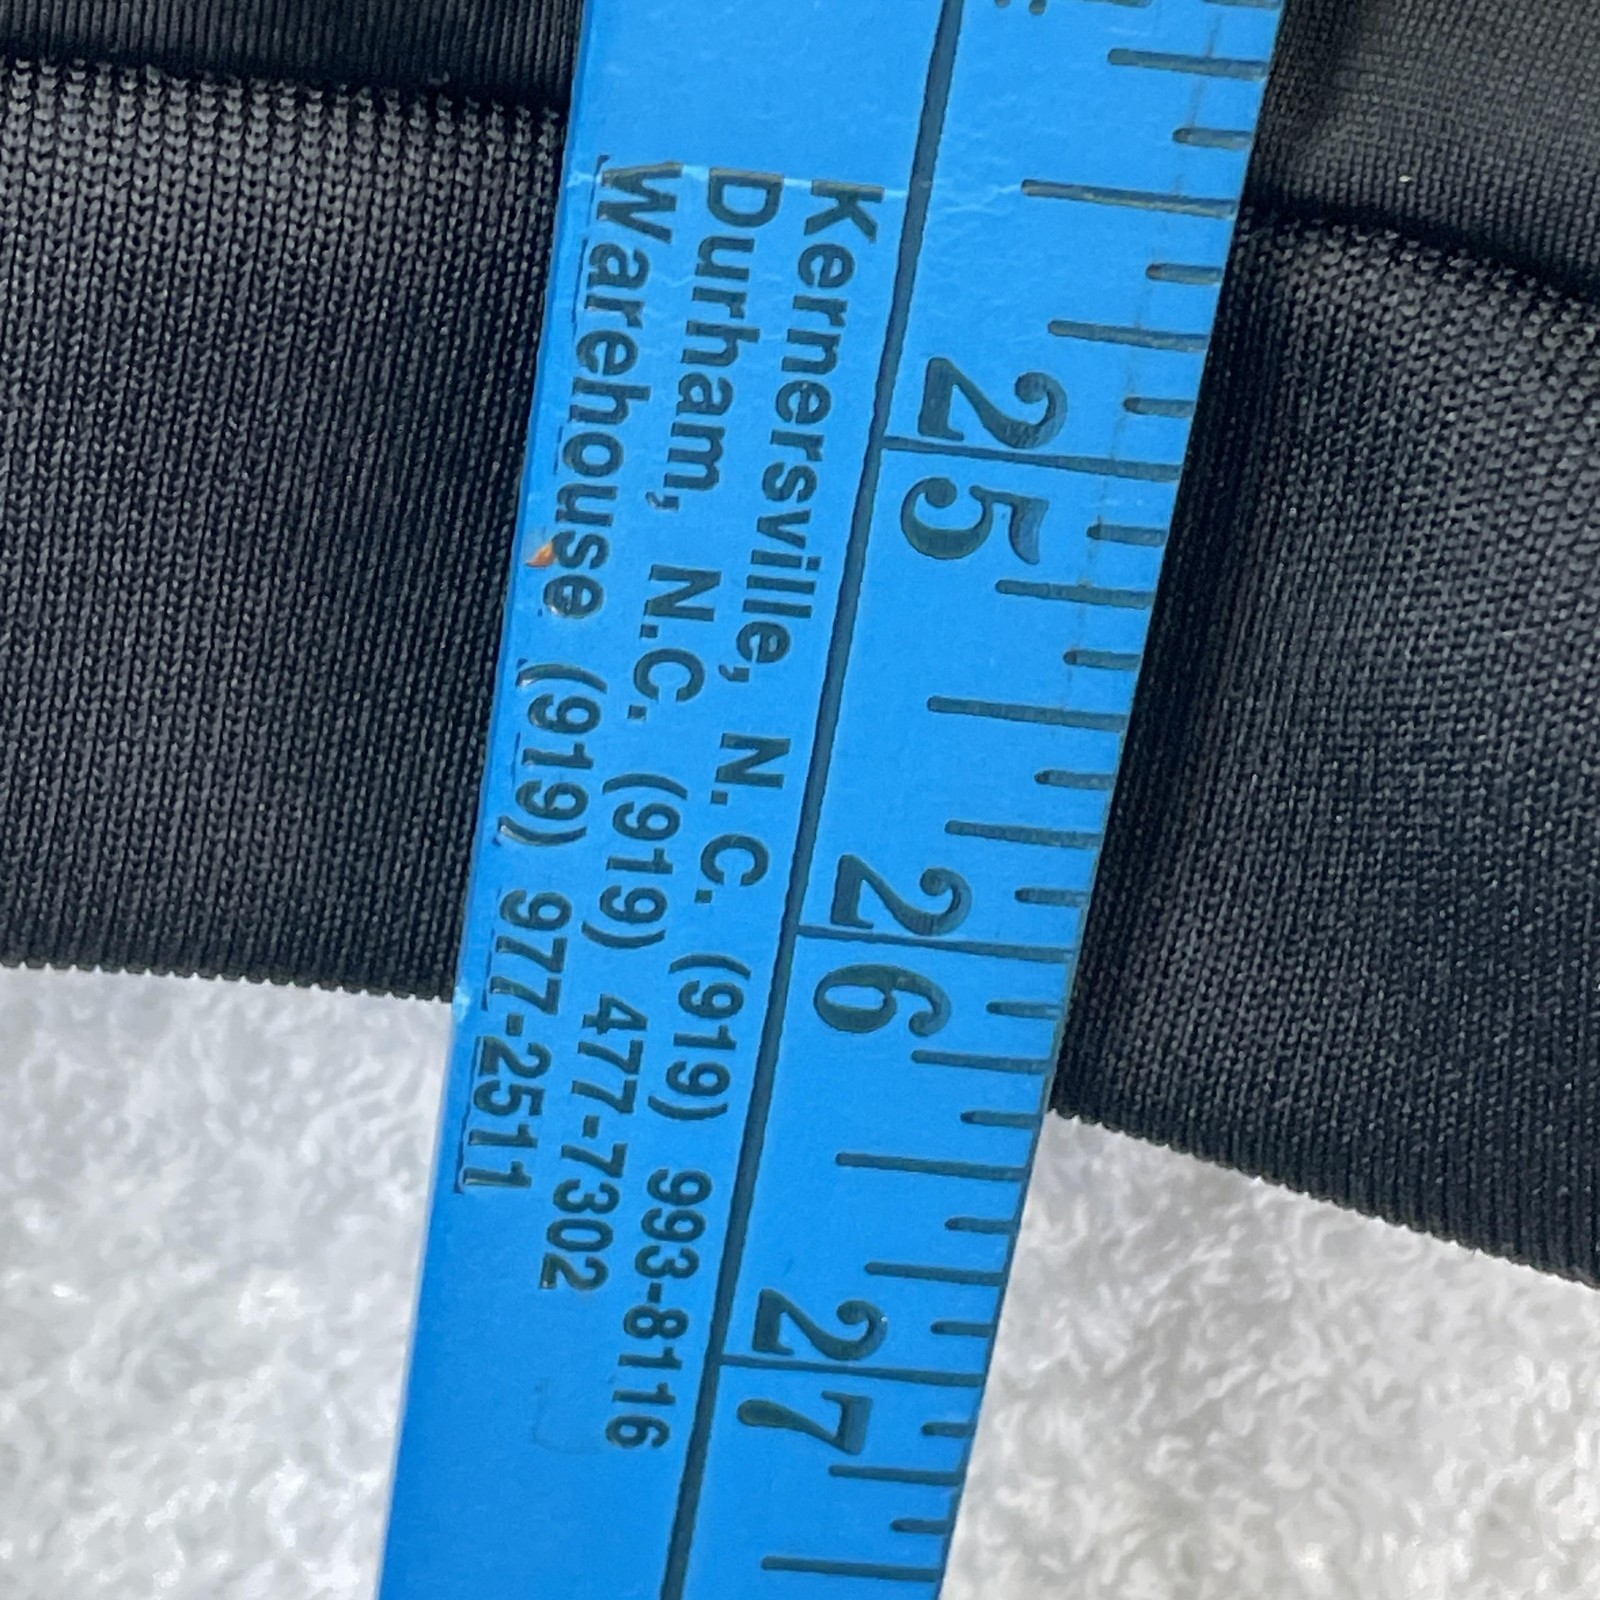 25
26
27
Kernersville, N. C. (919) 993-8116
Durham, N.C. (919) 477-7302
Warehouse (919) 977-2511